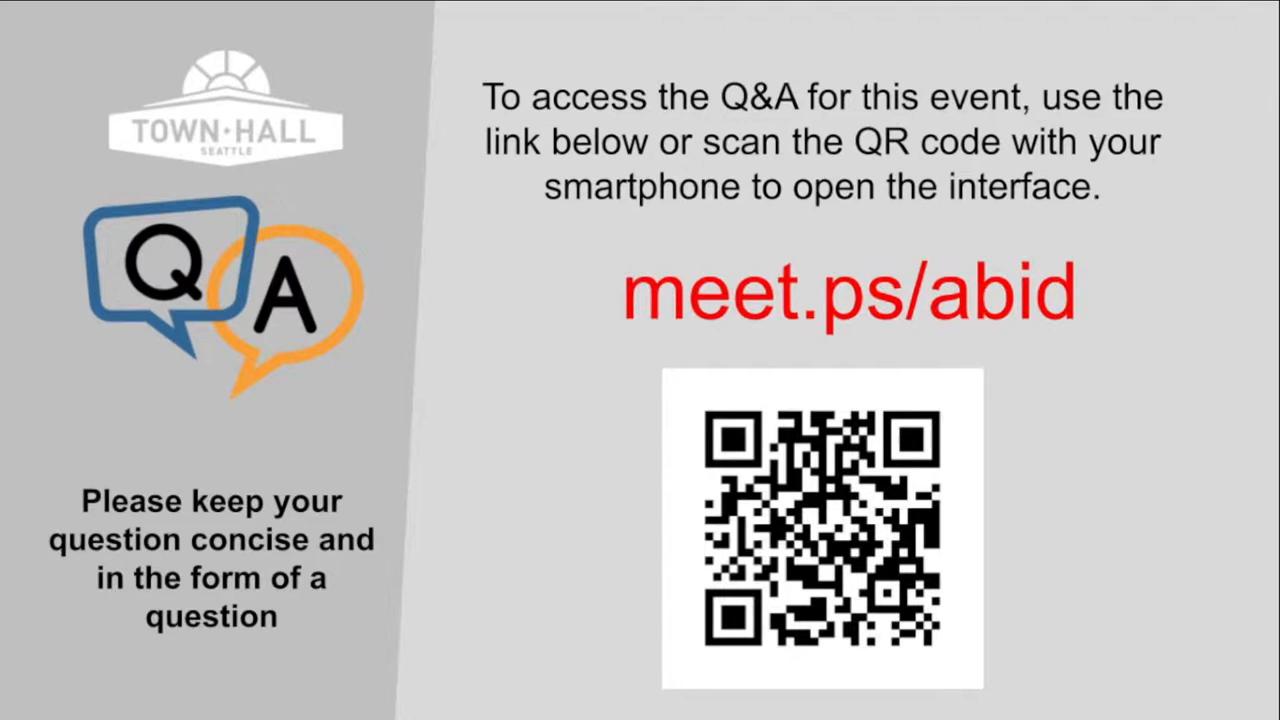 TOWN·HALL
SEATTLE
Q A
Please keep your
question concise and
in the form of a
question
To access the Q&A for this event, use the
link below or scan the QR code with your
smartphone to open the interface.
meet.ps/abid